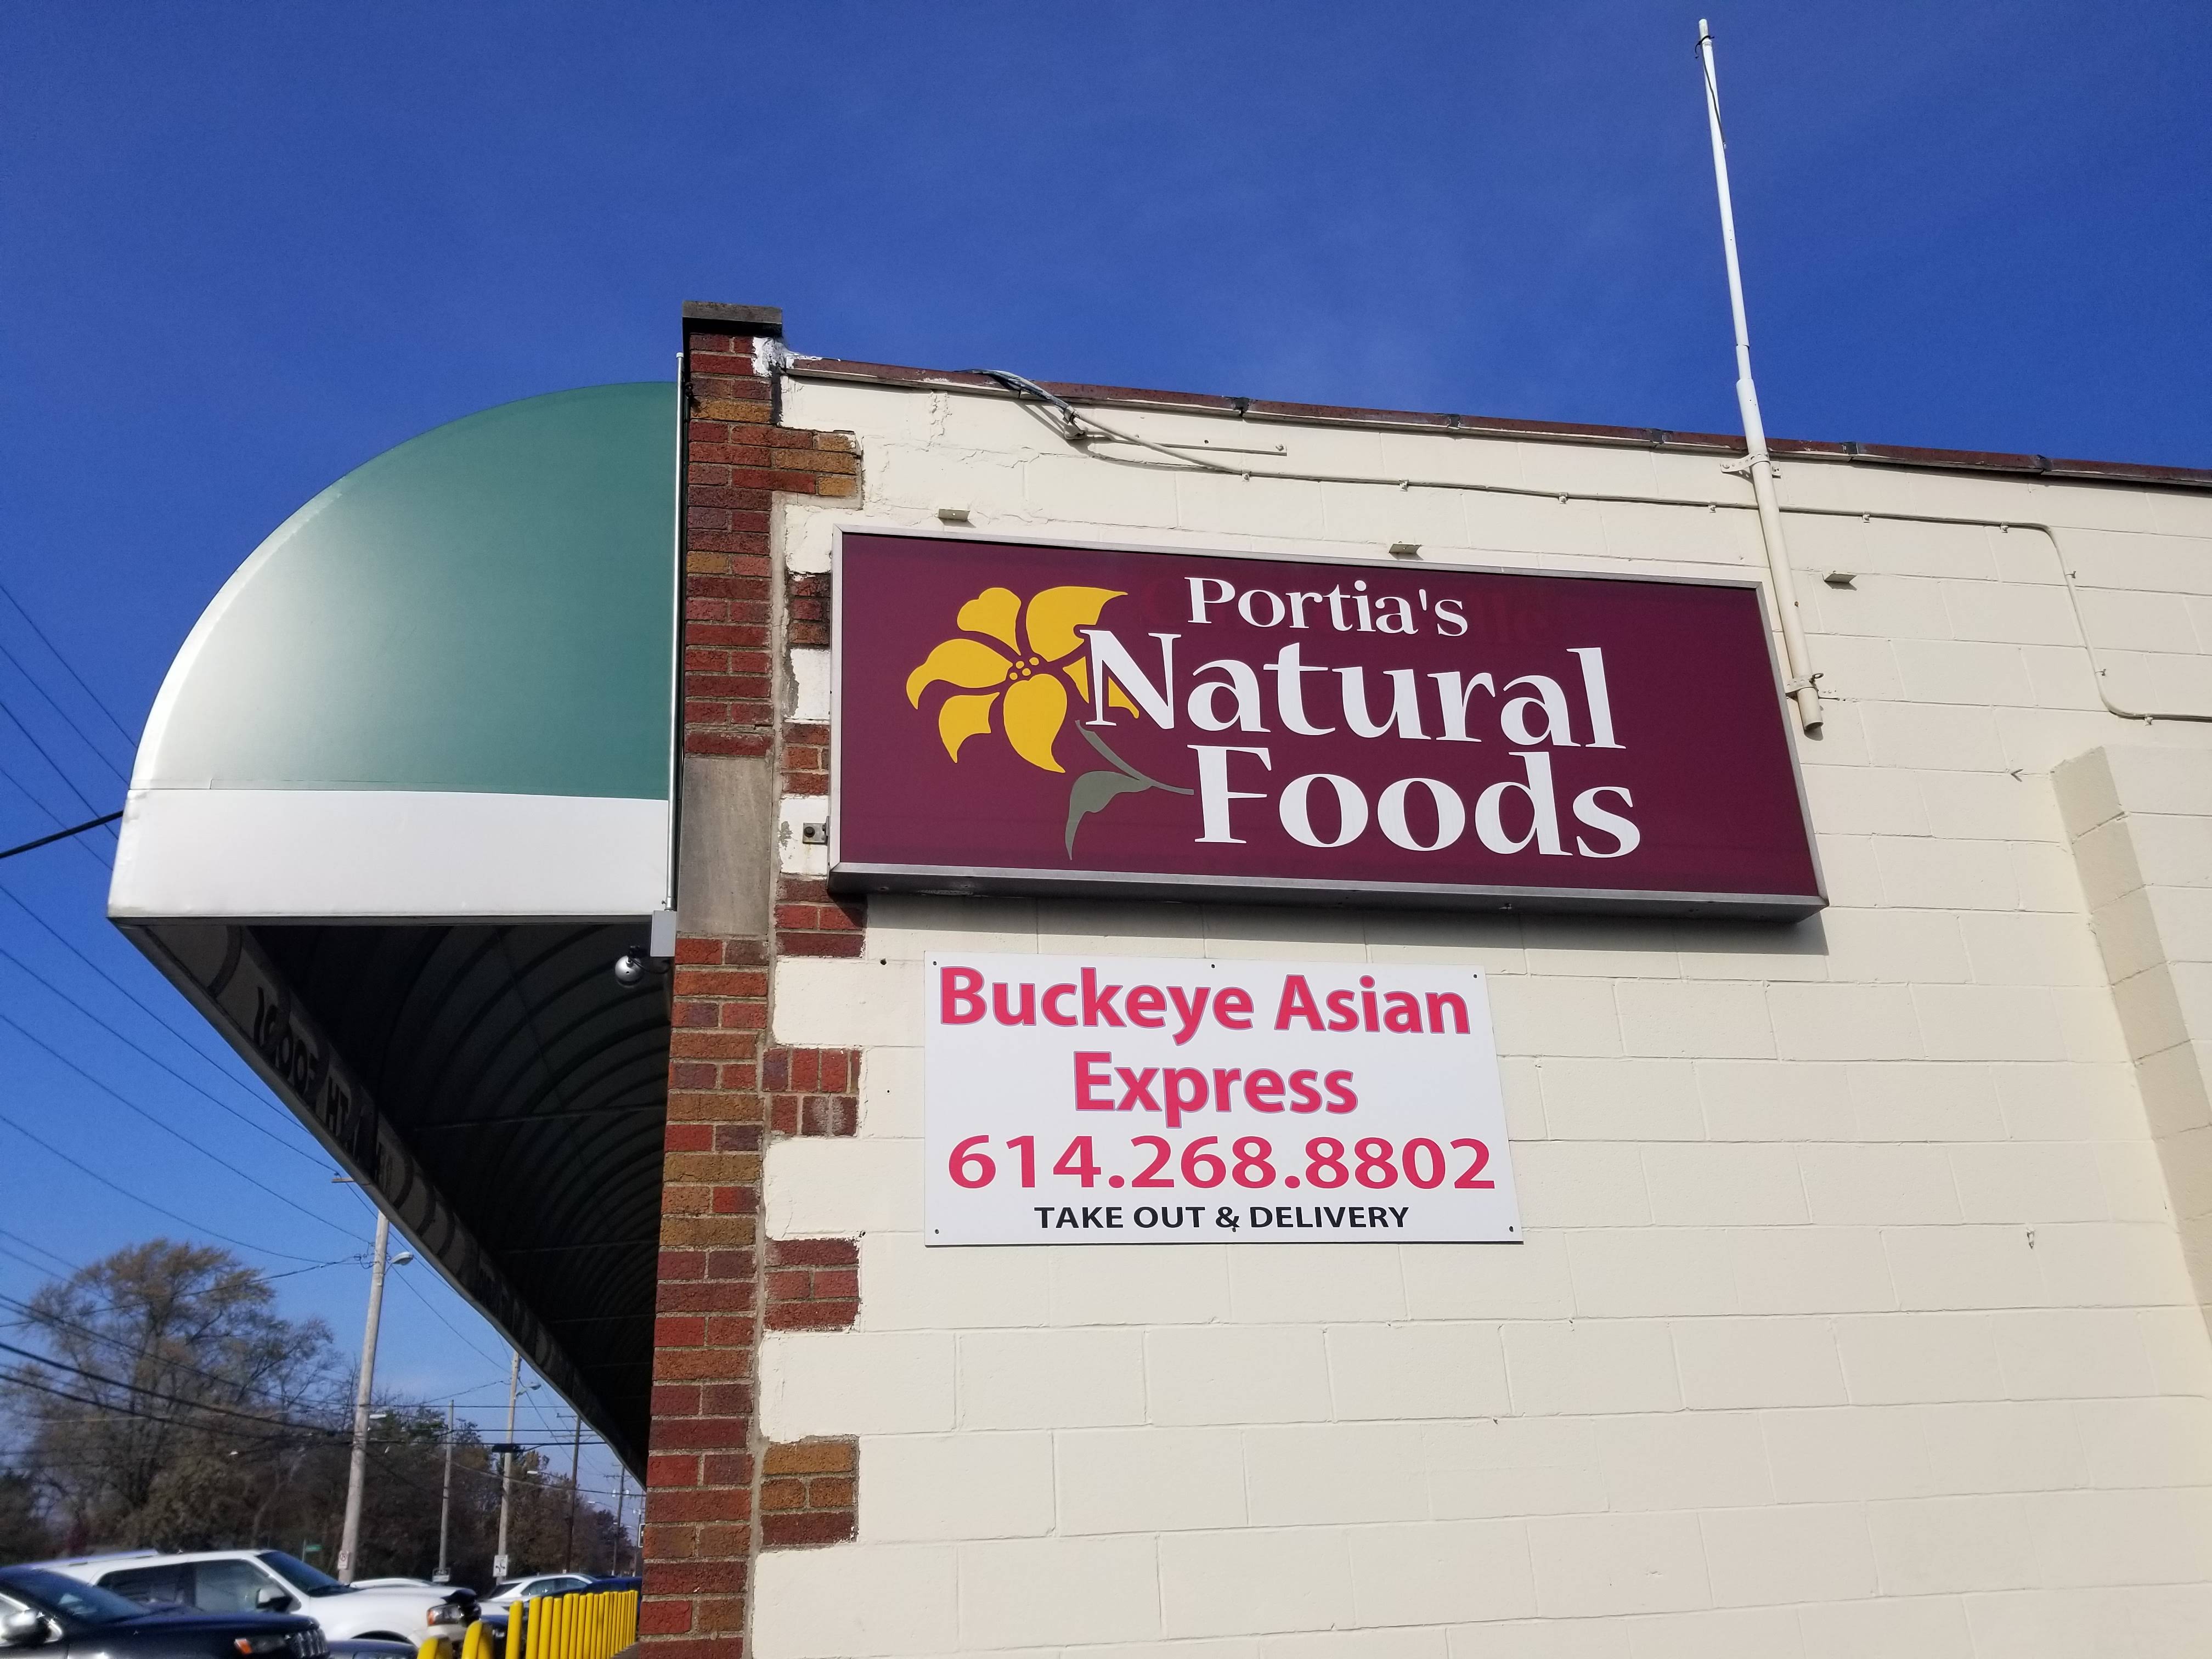 Portia's
Natural
Foods
Buckeye Asian
Express
614.268.8802
TAKE OUT & DELIVERY